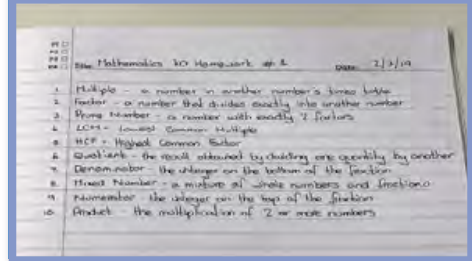 Title: Mathematics KO Homework # 1 Date: 2/2/19
1 Multiple - a number in another number's times table
2 Factor - a number that divides exactly into another number
3 Prime Number - a number with exactly 2 factors
4 LCM - Lowest Common Multiple
5 HCF - Highest Common Factor
6 Quotient - the result obtained by dividing one quantity by another
7 Denominator - the integer on the bottom of the fraction
8 Mixed Number - a mixture of whole numbers and fractions
9 Numerator - the integer on the top of the fraction
10 Product - the multiplication of 2 or more numbers